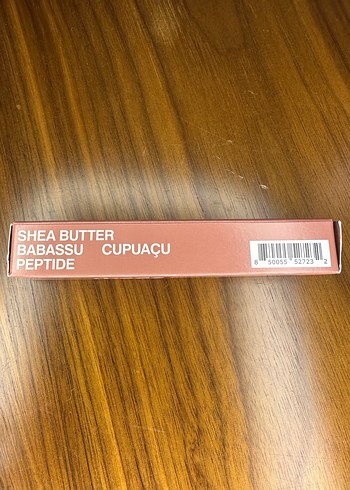 SHEA BUTTER
BABASSU CUPUAÇU
PEPTIDE
8 50055 52723 2